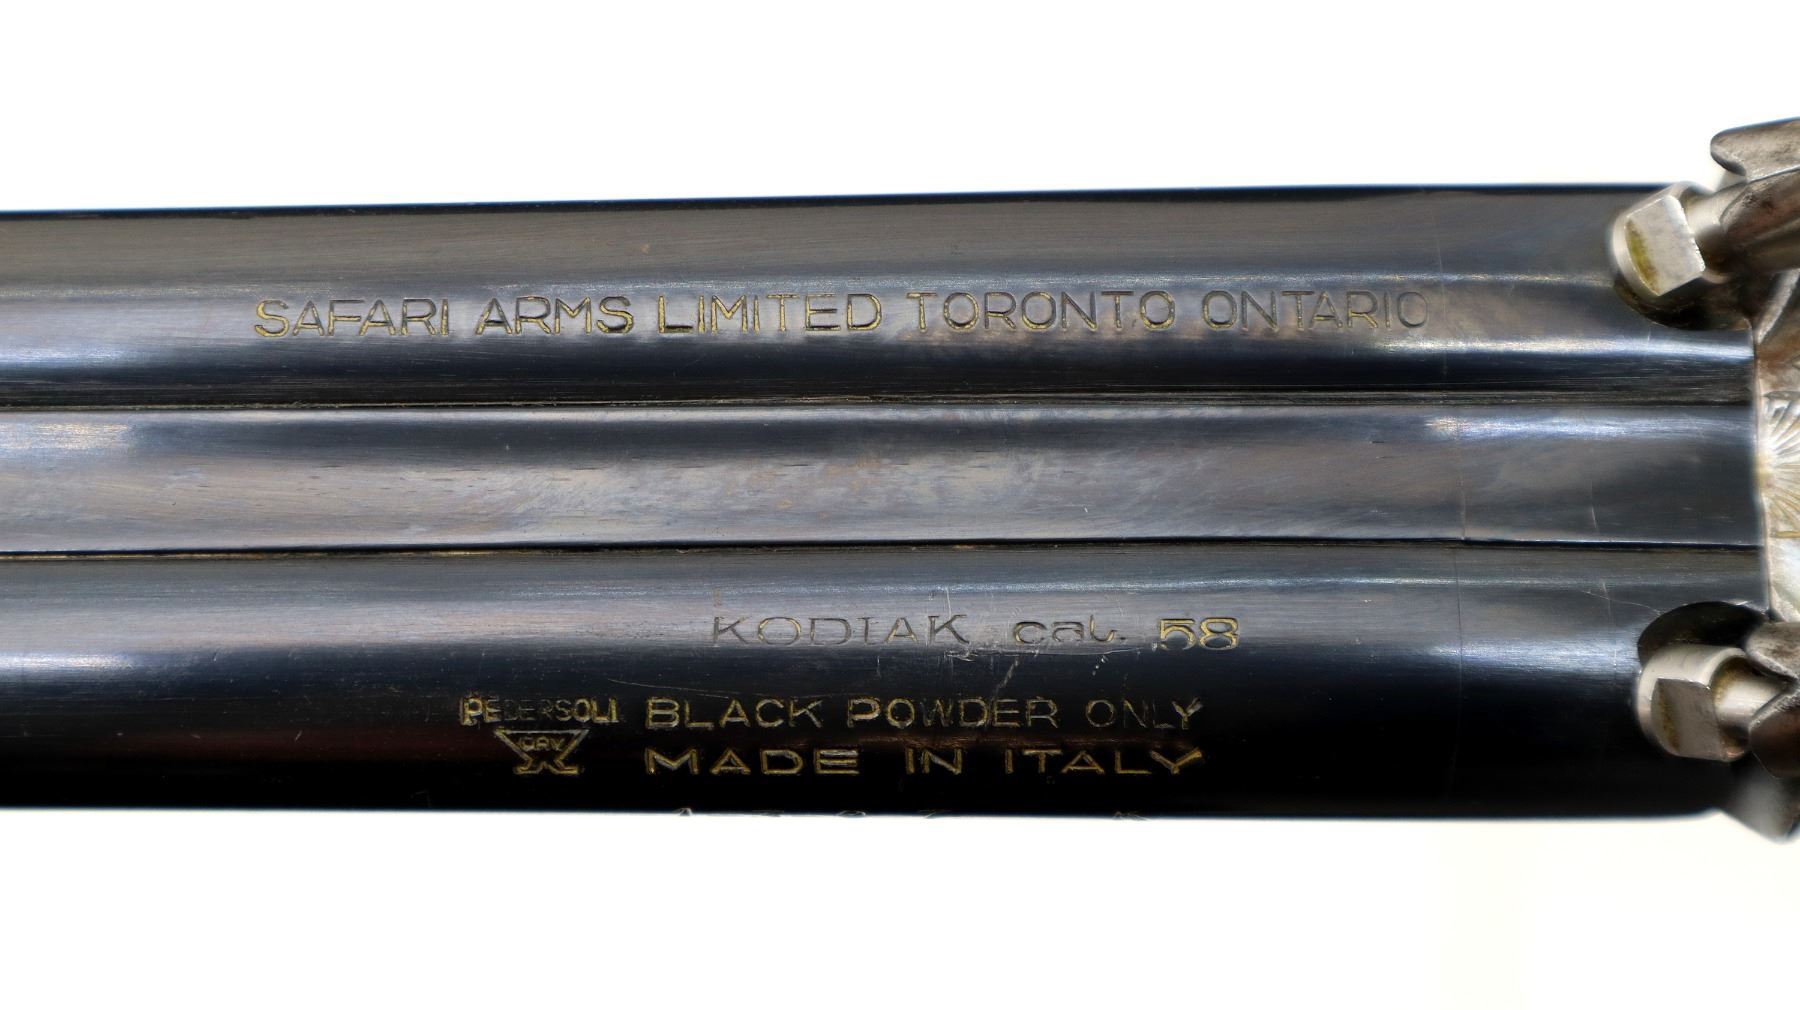 SAFARI ARMS LIMITED TORONTO ONTARIO
KODIAK cal. 58
PEDERSOLI BLACK POWDER ONLY
MADE IN ITALY